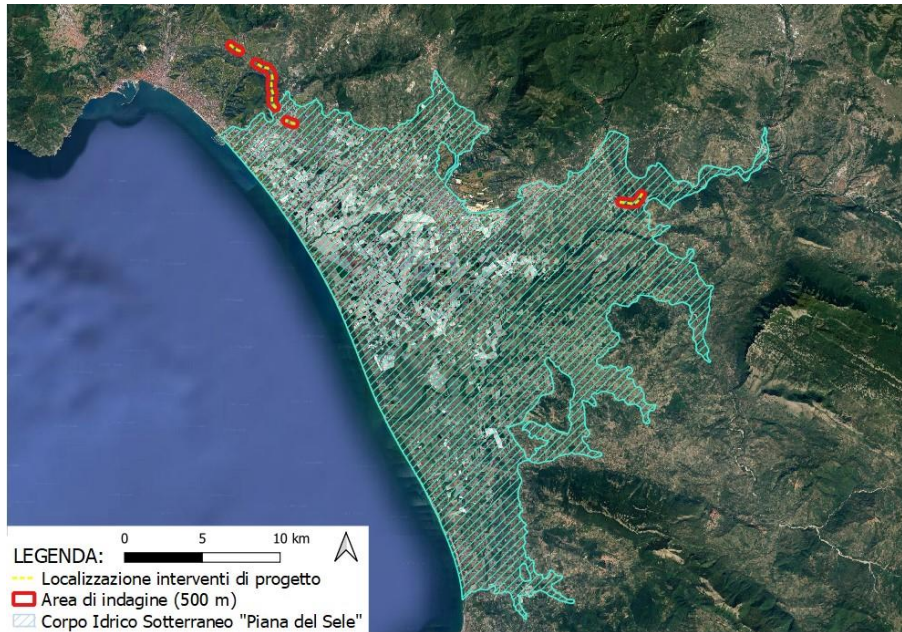 0 5 10 km
LEGENDA:
Localizzazione interventi di progetto
Area di indagine (500 m)
Corpo Idrico Sotterraneo "Piana del Sele"